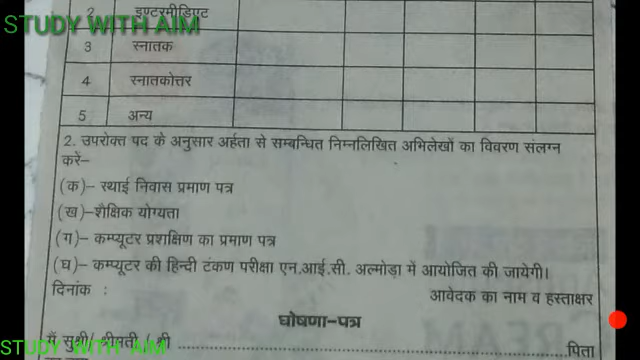 STUDY WITH AIM
2 इण्टरमीडिएट
3 स्नातक
4 स्नातकोत्तर
5 अन्य
2. उपरोक्त पद के अनुसार अर्हता से सम्बन्धित निम्नलिखित अभिलेखों का विवरण संलग्न
करें–
(क)– स्थाई निवास प्रमाण पत्र
(ख)–शैक्षिक योग्यता
(ग)– कम्प्यूटर प्रशक्षिण का प्रमाण पत्र
(घ)– कम्प्यूटर की हिन्दी टंकण परीक्षा एन.आई.सी. अल्मोड़ा में आयोजित की जायेगी।
दिनांक : आवेदक का नाम व हस्ताक्षर
घोषणा–पत्र
मैं सुश्री/श्रीमती/श्री ........ पिता
STUDY WITH AIM